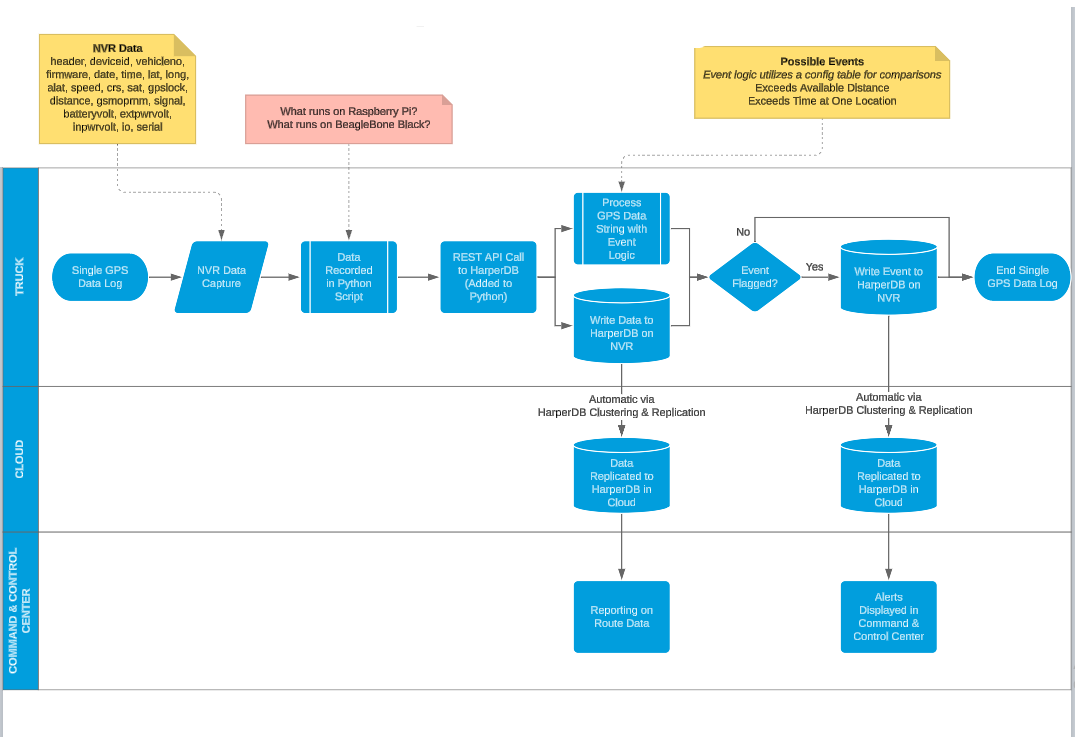 NVR Data
header, deviceid, vehicleno,
firmware, date, time, lat, long,
alat, speed, crs, sat, gpslock,
distance, gsmoprnm, signal,
batteryvolt, extpwrvolt,
inpwrvolt, io, serial
What runs on Raspberry Pi?
What runs on BeagleBone Black?
Possible Events
Event logic utilizes a config table for comparisons
Exceeds Available Distance
Exceeds Time at One Location
TRUCK
Single GPS
Data Log
NVR Data
Capture
Data
Recorded
in Python
Script
REST API Call
to HarperDB
(Added to
Python)
Process
GPS Data
String with
Event
Logic
Write Data to
HarperDB on
NVR
No
Event
Flagged?
Yes
Write Event to
HarperDB on
NVR
End Single
GPS Data Log
CLOUD
Automatic via
HarperDB Clustering & Replication
Data
Replicated to
HarperDB in
Cloud
Automatic via
HarperDB Clustering & Replication
Data
Replicated to
HarperDB in
Cloud
COMMAND & CONTROL
CENTER
Reporting on
Route Data
Alerts
Displayed in
Command &
Control Center